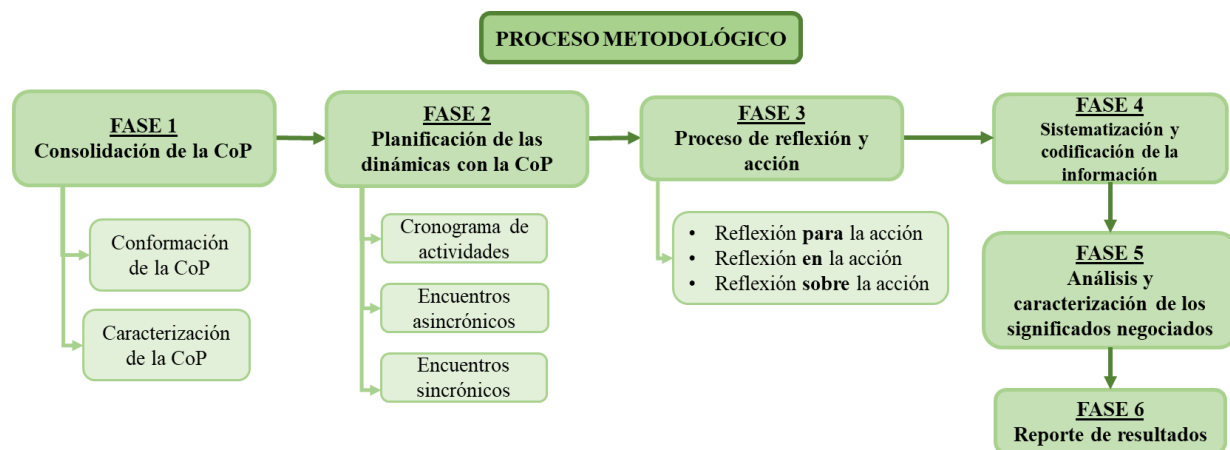 PROCESO METODOLÓGICO
FASE 1
Consolidación de la CoP
Conformación
de la CoP
Caracterización
de la CoP
FASE 2
Planificación de las
dinámicas con la CoP
Cronograma de
actividades
Encuentros
asincrónicos
Encuentros
sincrónicos
FASE 3
Proceso de reflexión y
acción
• Reflexión para la acción
• Reflexión en la acción
• Reflexión sobre la acción
FASE 4
Sistematización y
codificación de la
información
FASE 5
Análisis y
caracterización de los
significados negociados
FASE 6
Reporte de resultados